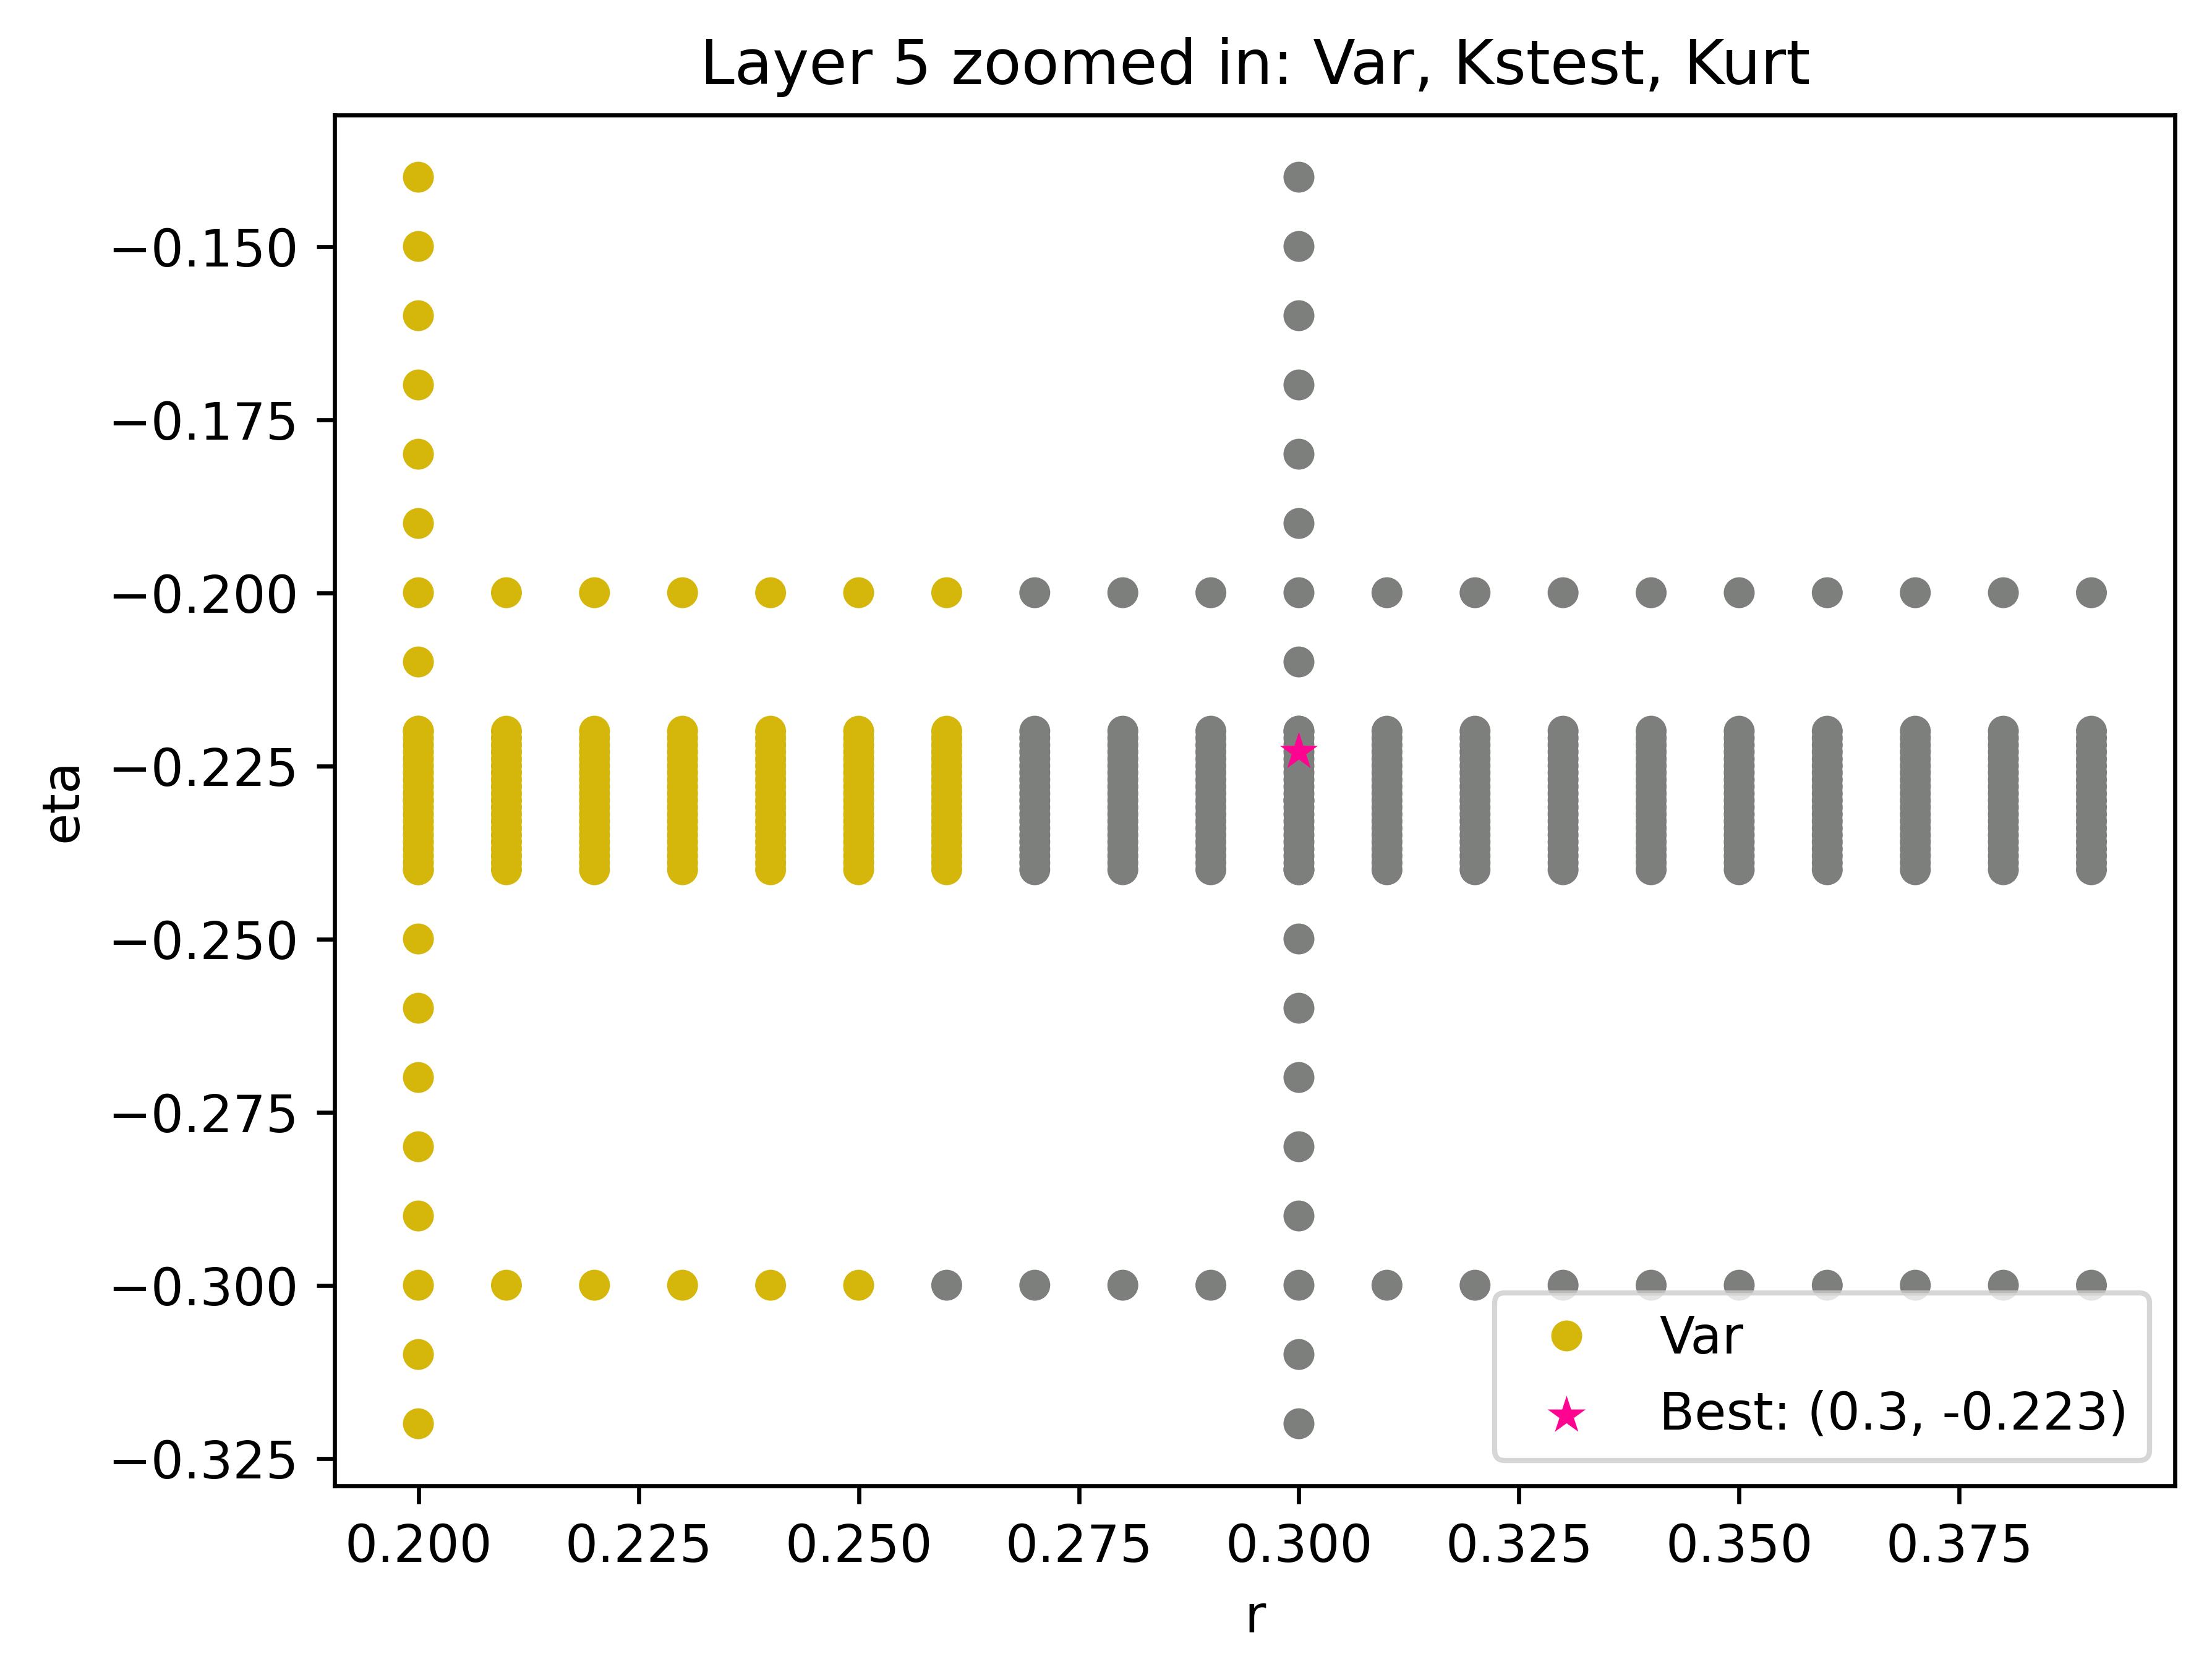 Layer 5 zoomed in: Var, Kstest, Kurt
−0.150
−0.175
−0.200
−0.225
−0.250
−0.275
−0.300
−0.325
eta
Var
Best: (0.3, -0.223)
0.200 0.225 0.250 0.275 0.300 0.325 0.350 0.375
r